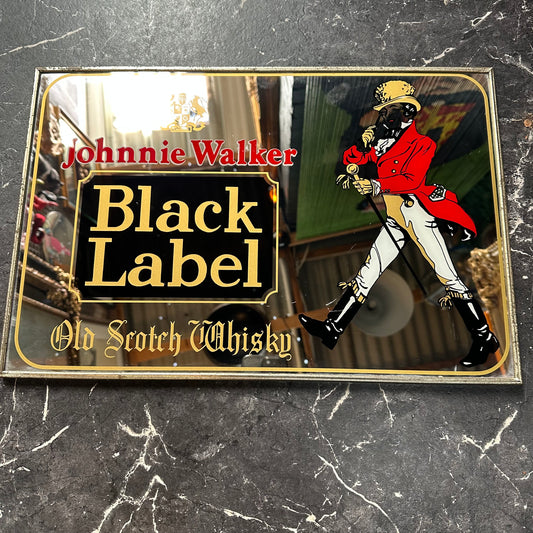 Johnnie Walker
Black
Label
Old Scotch Whisky